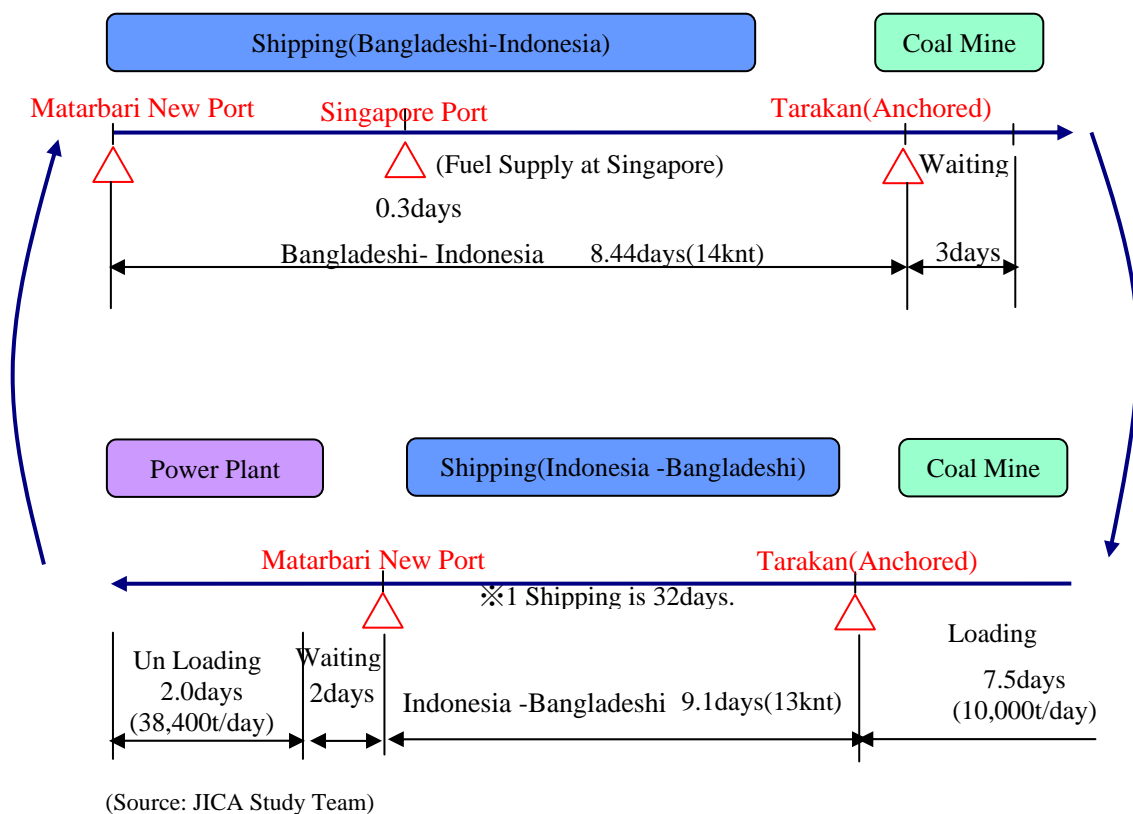 Shipping(Bangladeshi-Indonesia)
Coal Mine
Matarbari New Port
Singapore Port
Tarakan(Anchored)
(Fuel Supply at Singapore)
Waiting
0.3days
Bangladeshi- Indonesia 8.44days(14knt)
3days
Power Plant
Shipping(Indonesia -Bangladeshi)
Coal Mine
Matarbari New Port
Tarakan(Anchored)
※1 Shipping is 32days.
Un Loading
2.0days
(38,400t/day)
Waiting
2days
Indonesia -Bangladeshi 9.1days(13knt)
Loading
7.5days
(10,000t/day)
(Source: JICA Study Team)